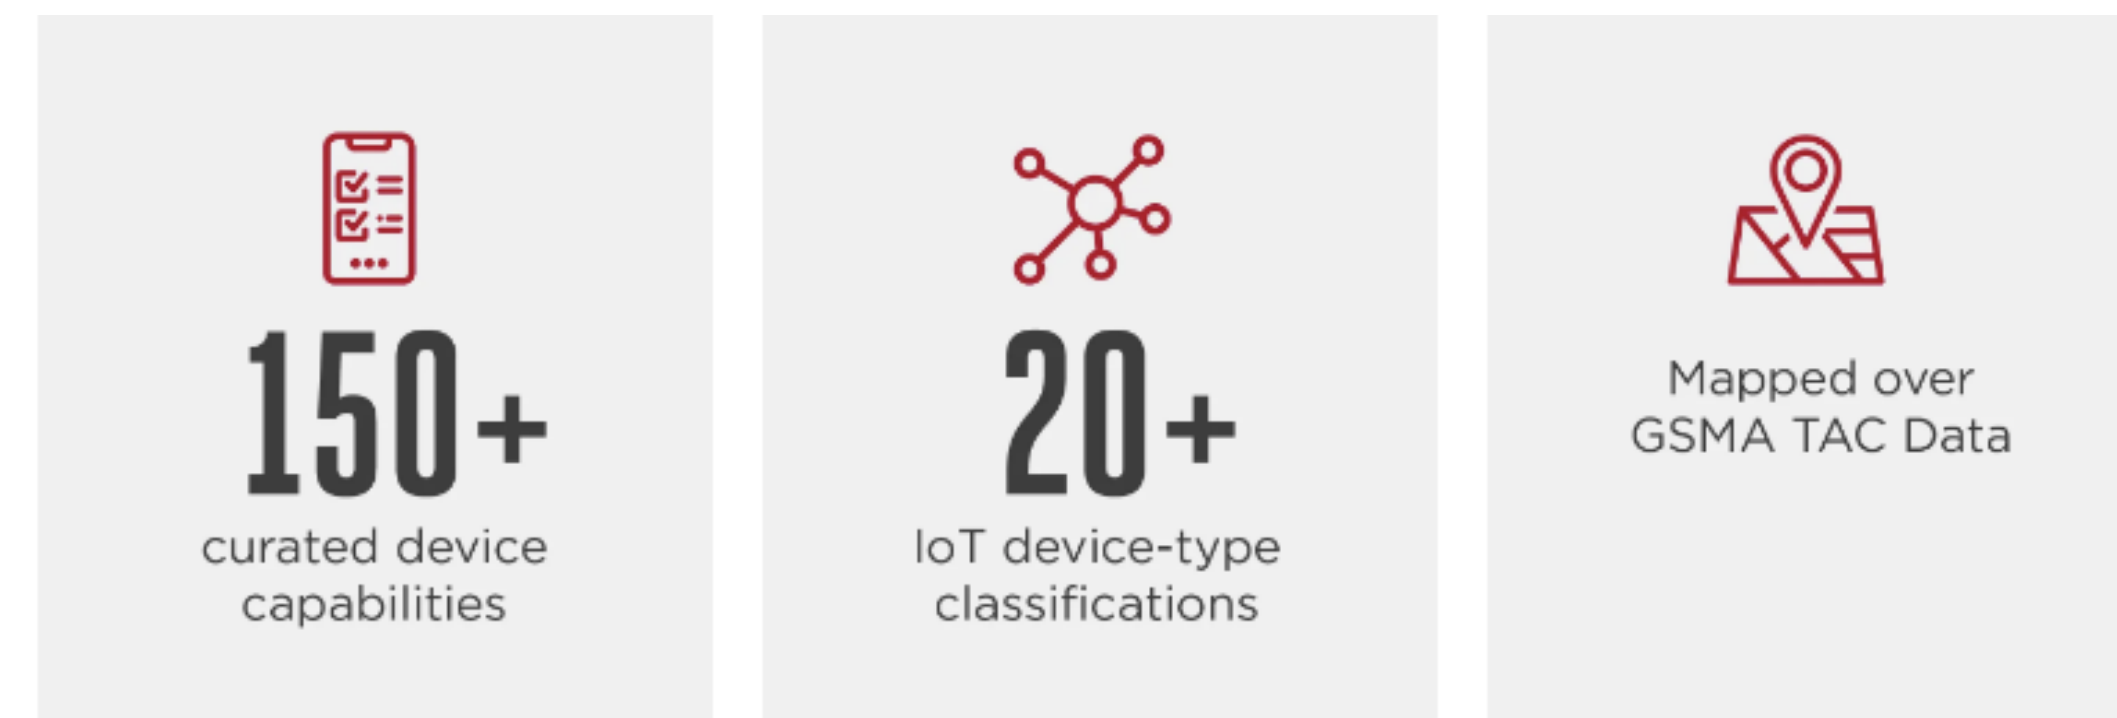 150+
curated device
capabilities
20+
IoT device-type
classifications
Mapped over
GSMA TAC Data